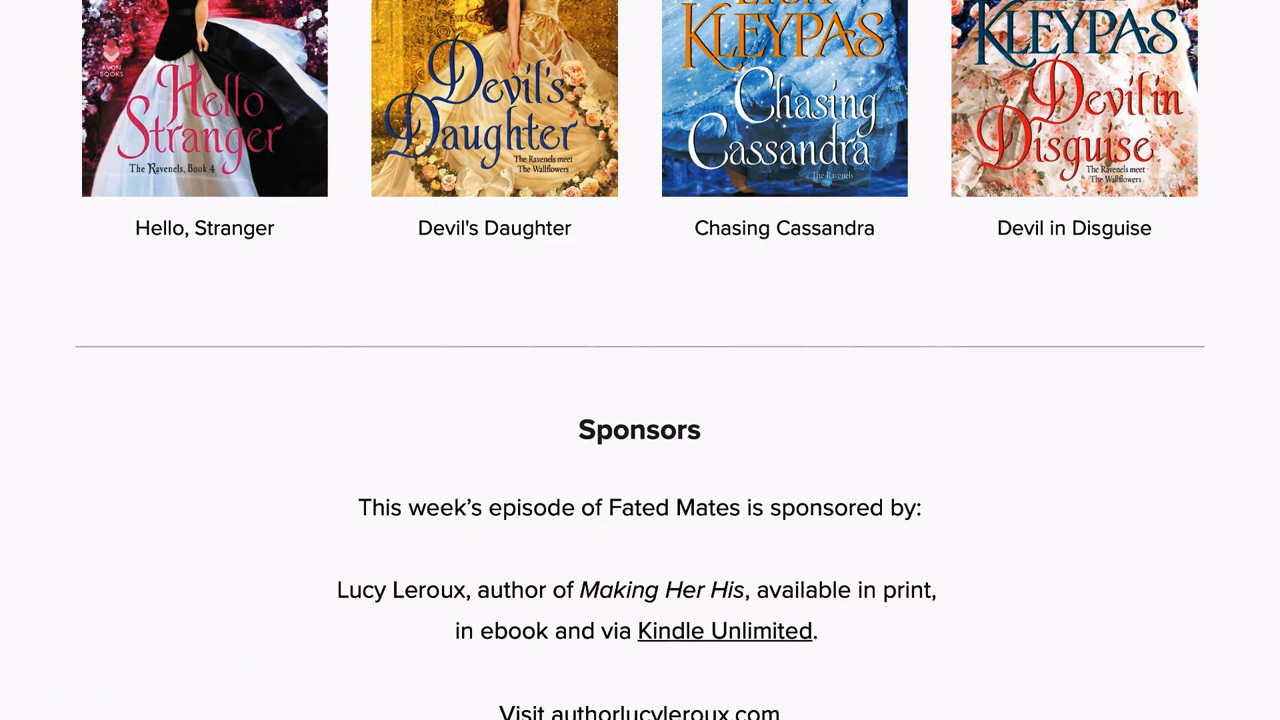 KLEYPAS
KLEYPAS
AVON
BOOKS
Hello
Stranger
The Ravenels, Book 4
Devil's
Daughter
The Ravenels meet
The Wallflowers
Chasing
Cassandra
The Ravenels
Devil in
Disguise
The Ravenels meet
The Wallflowers
Hello, Stranger
Devil's Daughter
Chasing Cassandra
Devil in Disguise
Sponsors
This week’s episode of Fated Mates is sponsored by:
Lucy Leroux, author of Making Her His, available in print,
in ebook and via Kindle Unlimited.
Visit authorlucyleroux.com